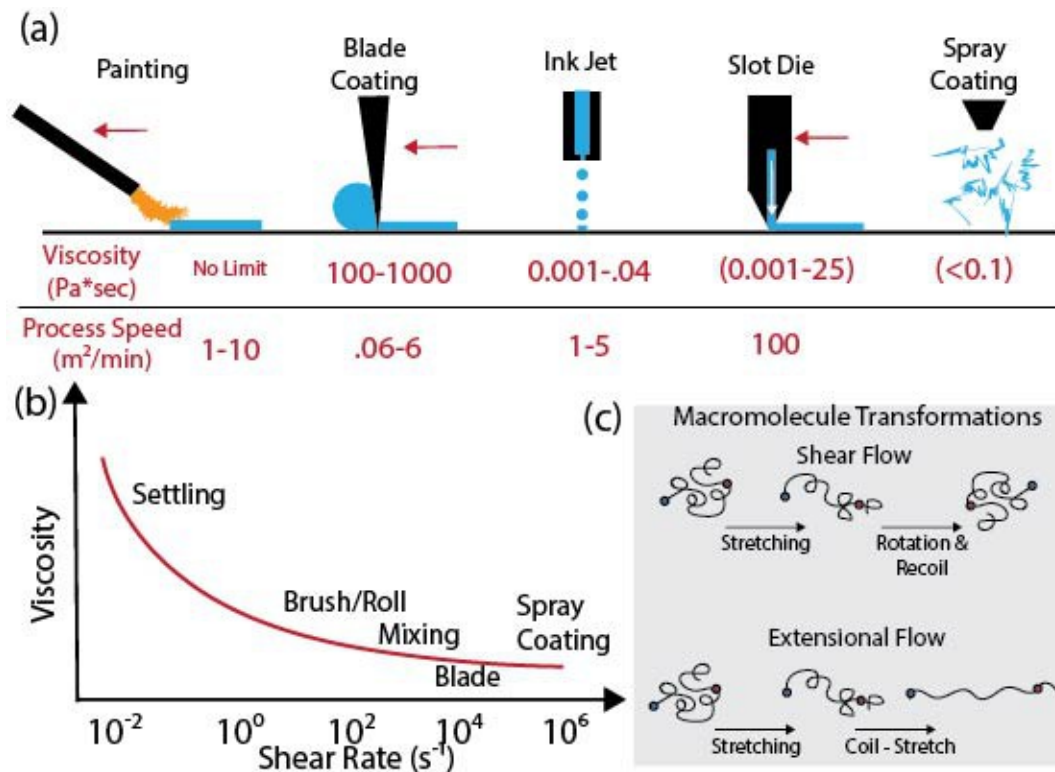 (a)
Painting
Blade
Coating
Ink Jet
Slot Die
Spray
Coating
Viscosity
(Pa*sec)
No Limit
100-1000
0.001-.04
(0.001-25)
(<0.1)
Process Speed
(m²/min)
1-10
.06-6
1-5
100
(b)
Viscosity
Settling
Brush/Roll
Mixing
Blade
Spray
Coating
10⁻² 10⁰ 10² 10⁴ 10⁶
Shear Rate (s⁻¹)
(c)
Macromolecule Transformations
Shear Flow
Stretching
Rotation &
Recoil
Extensional Flow
Stretching
Coil - Stretch